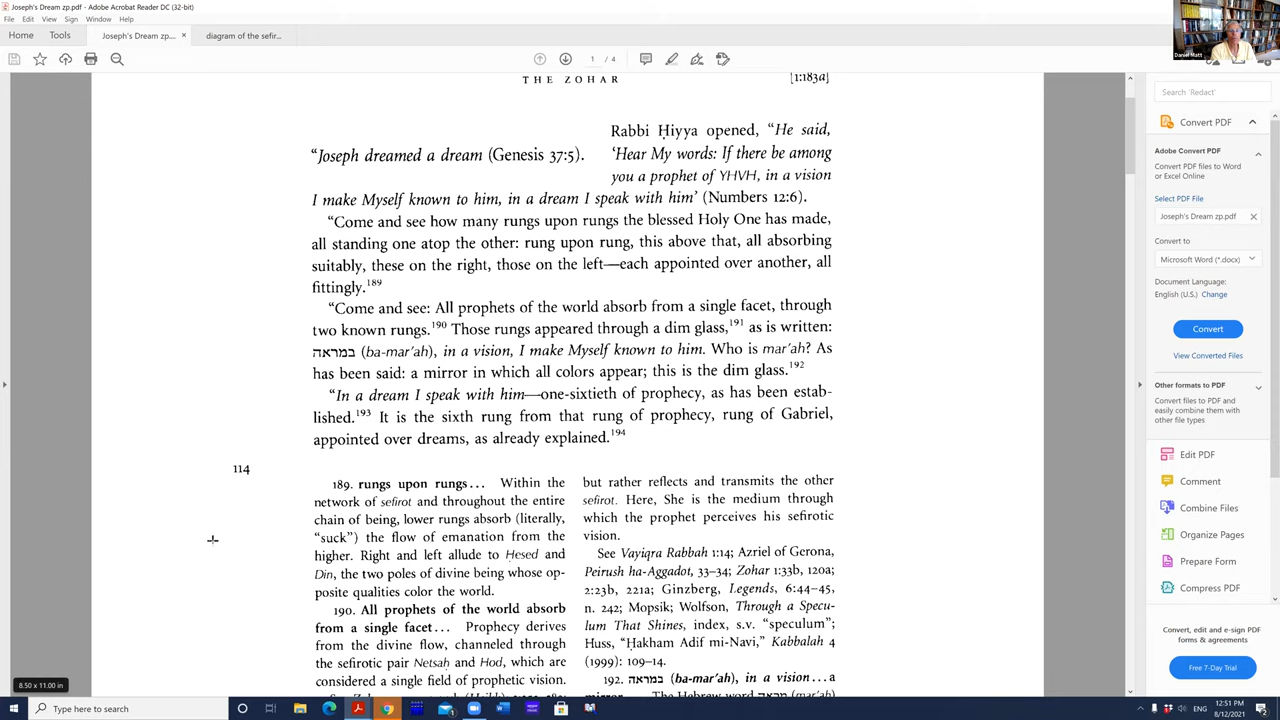 Joseph's Dream zp.pdf - Adobe Acrobat Reader DC (32-bit)
File Edit View Sign Window Help
Home Tools Joseph's Dream zp.... × diagram of the sefir...
1 / 4
Daniel Matt
THE ZOHAR [1:183a]
Rabbi Ḥiyya opened, “He said,
“Joseph dreamed a dream (Genesis 37:5). ‘Hear My words: If there be among
you a prophet of YHVH, in a vision
I make Myself known to him, in a dream I speak with him’ (Numbers 12:6).
“Come and see how many rungs upon rungs the blessed Holy One has made,
all standing one atop the other: rung upon rung, this above that, all absorbing
suitably, these on the right, those on the left—each appointed over another, all
fittingly.189
“Come and see: All prophets of the world absorb from a single facet, through
two known rungs.190 Those rungs appeared through a dim glass,191 as is written:
במראה (ba-mar’ah), in a vision, I make Myself known to him. Who is mar’ah? As
has been said: a mirror in which all colors appear; this is the dim glass.192
“In a dream I speak with him—one-sixtieth of prophecy, as has been estab-
lished.193 It is the sixth rung from that rung of prophecy, rung of Gabriel,
appointed over dreams, as already explained.194
114
189. rungs upon rungs... Within the
network of sefirot and throughout the entire
chain of being, lower rungs absorb (literally,
“suck”) the flow of emanation from the
higher. Right and left allude to Ḥesed and
Din, the two poles of divine being whose op-
posite qualities color the world.
190. All prophets of the world absorb
from a single facet... Prophecy derives
from the divine flow, channeled through
the sefirotic pair Netsaḥ and Hod, which are
considered a single field of prophetic vision.
but rather reflects and transmits the other
sefirot. Here, She is the medium through
which the prophet perceives his sefirotic
vision.
See Vayiqra Rabbah 1:14; Azriel of Gerona,
Peirush ha-Aggadot, 33–34; Zohar 1:33b, 120a;
2:23b, 221a; Ginzberg, Legends, 6:44–45,
n. 242; Mopsik; Wolfson, Through a Specu-
lum That Shines, index, s.v. “speculum”;
Huss, “Ḥakham Adif mi-Navi,” Kabbalah 4
(1999): 109–14.
192. במראה (ba-mar’ah), in a vision... a
mirror The Hebrew word מראה (mar’ah)
8.50 x 11.00 in
Search 'Redact'
Convert PDF
Adobe Convert PDF
Convert PDF files to Word
or Excel Online
Select PDF File
Joseph's Dream zp.pdf ×
Convert to
Microsoft Word (*.docx)
Document Language:
English (U.S.) Change
Convert
View Converted Files
Other formats to PDF
Convert files to PDF and
easily combine them with
other file types
Edit PDF
Comment
Combine Files
Organize Pages
Prepare Form
Compress PDF
Convert, edit and e-sign PDF
forms & agreements
Free 7-Day Trial
Type here to search
ENG
12:51 PM
8/12/2021
2